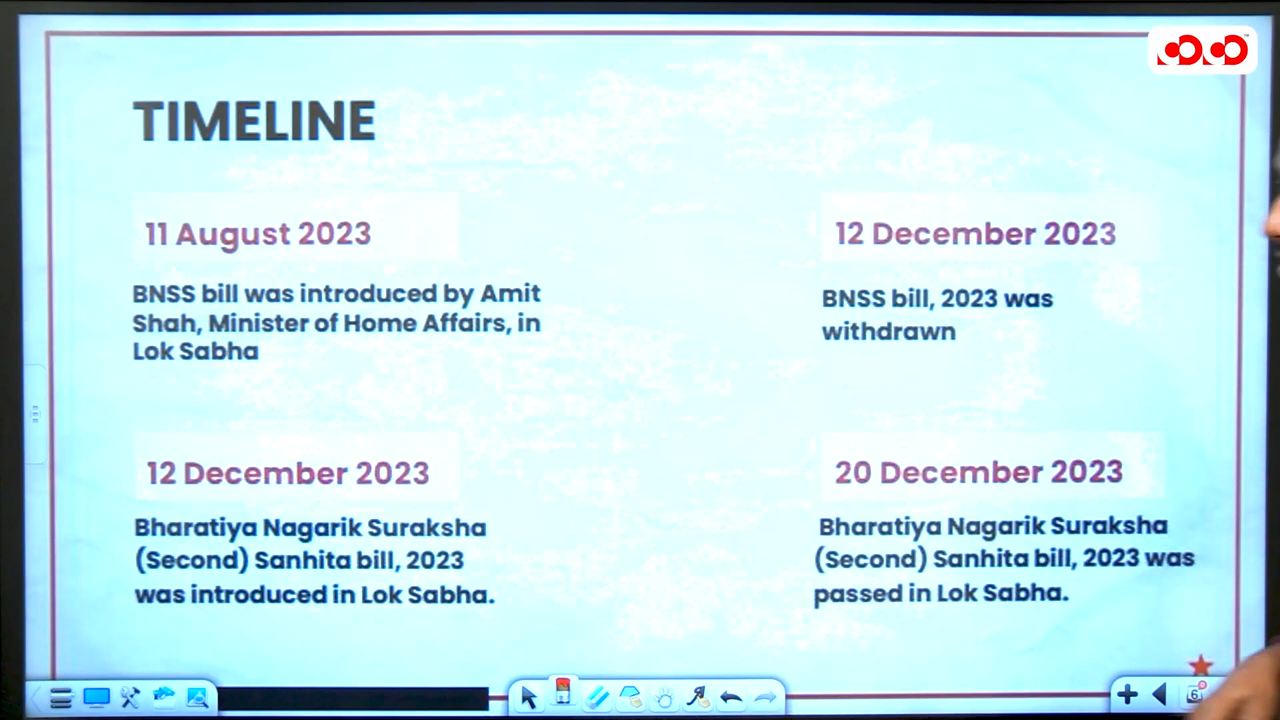 TIMELINE
11 August 2023
BNSS bill was introduced by Amit
Shah, Minister of Home Affairs, in
Lok Sabha
12 December 2023
BNSS bill, 2023 was
withdrawn
12 December 2023
Bharatiya Nagarik Suraksha
(Second) Sanhita bill, 2023
was introduced in Lok Sabha.
20 December 2023
Bharatiya Nagarik Suraksha
(Second) Sanhita bill, 2023 was
passed in Lok Sabha.
6